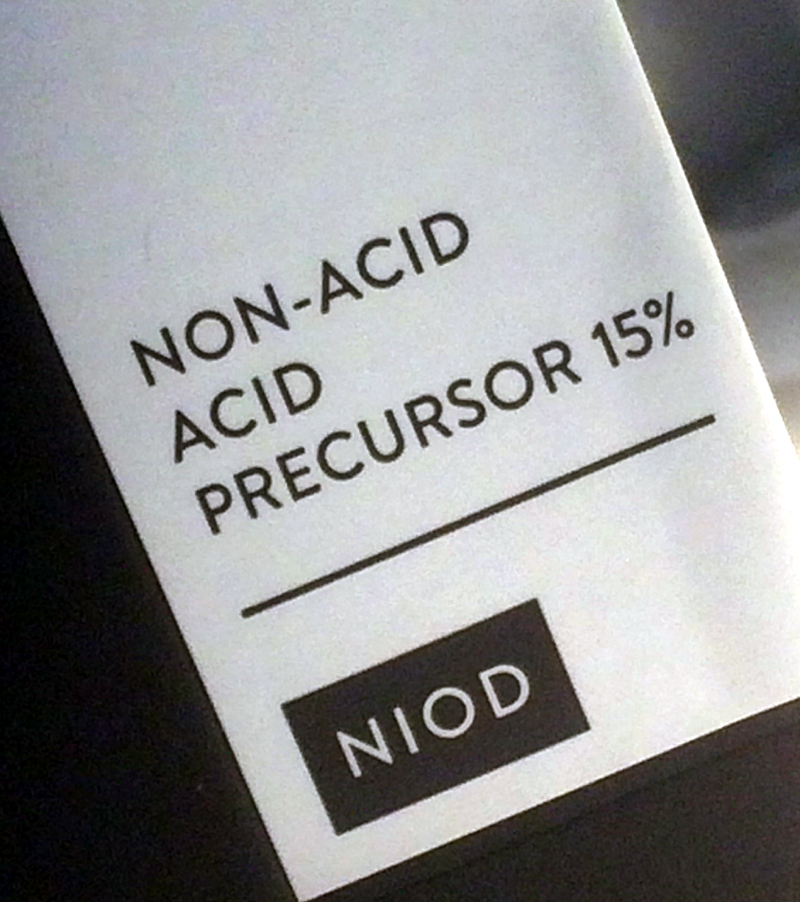 NON-ACID
ACID
PRECURSOR 15%
NIOD